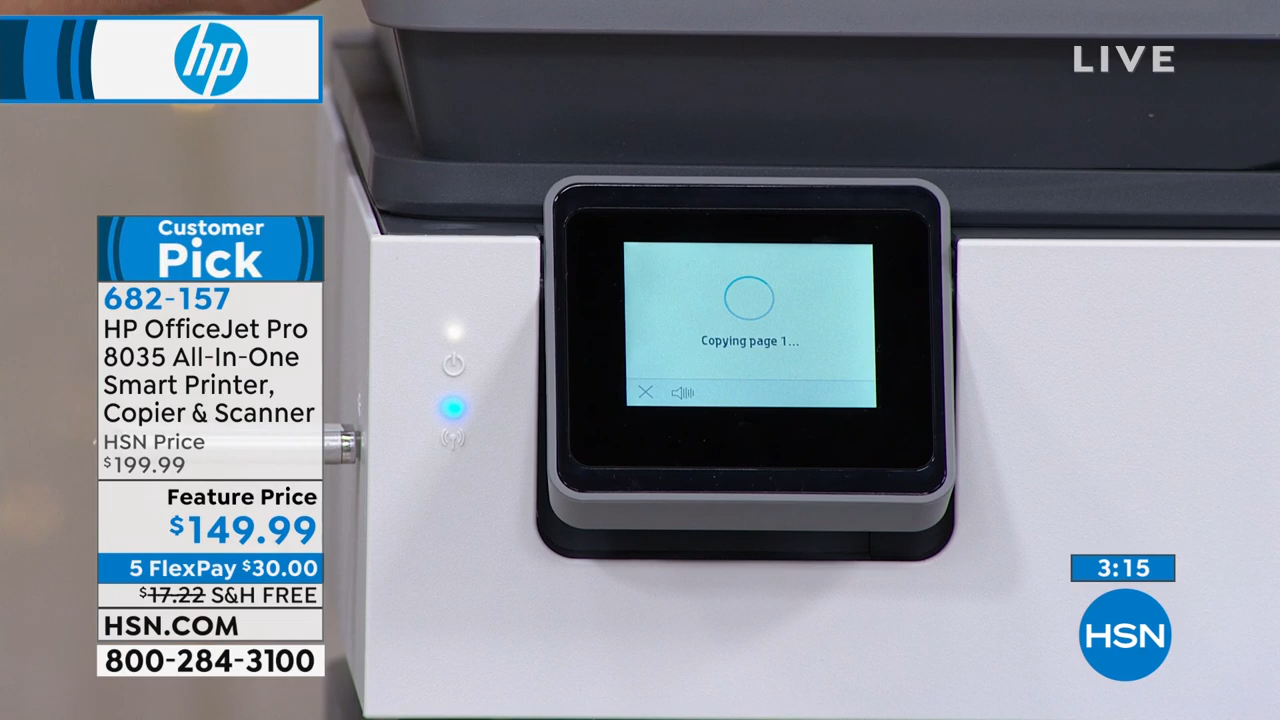 hp
LIVE
Customer
Pick
682-157
HP OfficeJet Pro
8035 All-In-One
Smart Printer,
Copier & Scanner
HSN Price
$199.99
Feature Price
$149.99
5 FlexPay $30.00
$17.22 S&H FREE
HSN.COM
800-284-3100
Copying page 1...
3:15
HSN